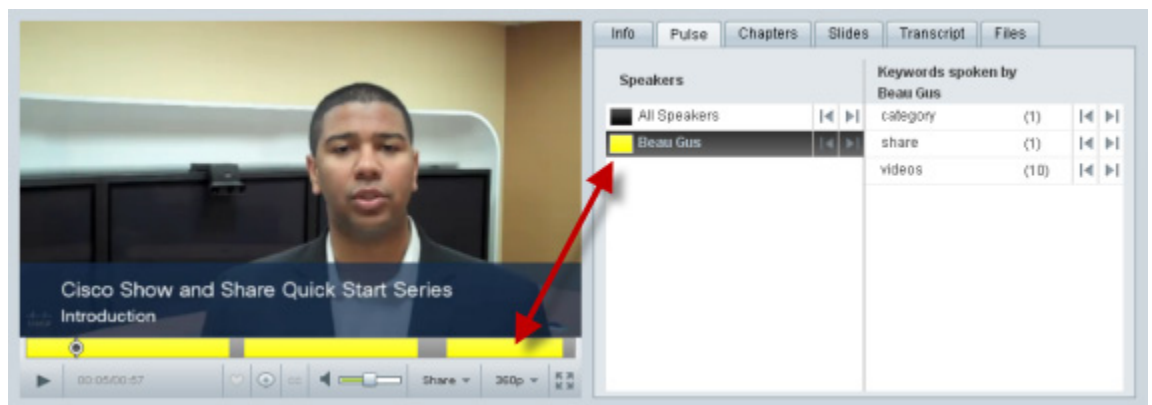 Info Pulse Chapters Slides Transcript Files
Speakers
Keywords spoken by
Beau Gus
All Speakers
category (1)
Beau Gus
share (1)
videos (10)
Cisco Show and Share Quick Start Series
Introduction
00:05/00:57 Share 360p